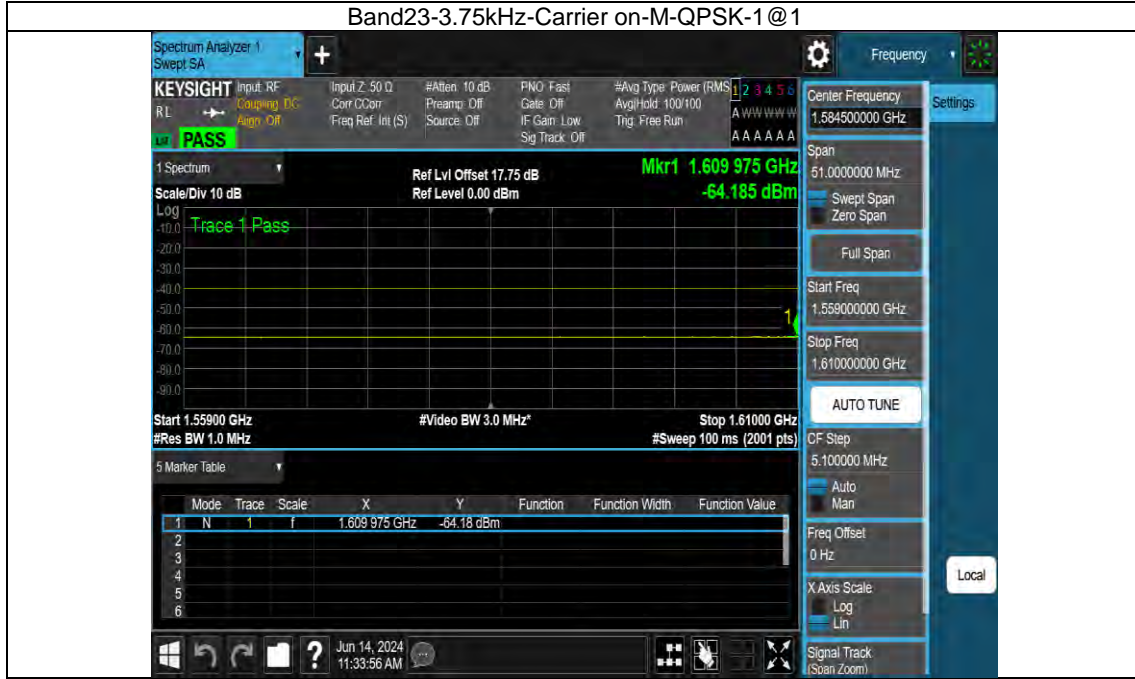 Band23-3.75kHz-Carrier on-M-QPSK-1@1
Spectrum Analyzer 1
Swept SA
+
Frequency
KEYSIGHT
RL
Input: RF
Coupling: DC
Align: Off
Input Z: 50 Ω
Corr CCorr
Freq Ref: Int (S)
#Atten: 10 dB
Preamp: Off
Source: Off
PNO: Fast
Gate: Off
IF Gain: Low
Sig Track: Off
#Avg Type: Power (RMS
Avg|Hold: 100/100
Trig: Free Run
1 2 3 4 5 6
A W W W W W
A A A A A A
PASS
Center Frequency
1.584500000 GHz
Settings
Span
51.0000000 MHz
Swept Span
Zero Span
Full Span
Start Freq
1.559000000 GHz
Stop Freq
1.610000000 GHz
AUTO TUNE
CF Step
5.100000 MHz
Auto
Man
Freq Offset
0 Hz
X Axis Scale
Log
Lin
Signal Track
(Span Zoom)
Local
1 Spectrum
Scale/Div 10 dB
Ref Lvl Offset 17.75 dB
Ref Level 0.00 dBm
Mkr1 1.609 975 GHz
-64.185 dBm
Log
Trace 1 Pass
-10.0
-20.0
-30.0
-40.0
-50.0
-60.0
-70.0
-80.0
-90.0
1
Start 1.55900 GHz
#Video BW 3.0 MHz*
Stop 1.61000 GHz
#Res BW 1.0 MHz
#Sweep 100 ms (2001 pts)
5 Marker Table
Mode Trace Scale X Y Function Function Width Function Value
1 N 1 f 1.609 975 GHz -64.18 dBm
2
3
4
5
6
?
Jun 14, 2024
11:33:56 AM